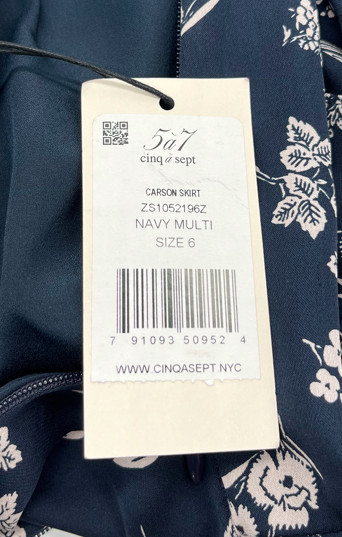 5à7
cinq à sept
CARSON SKIRT
ZS1052196Z
NAVY MULTI
SIZE 6
7 91093 50952 4
WWW.CINQASEPT.NYC